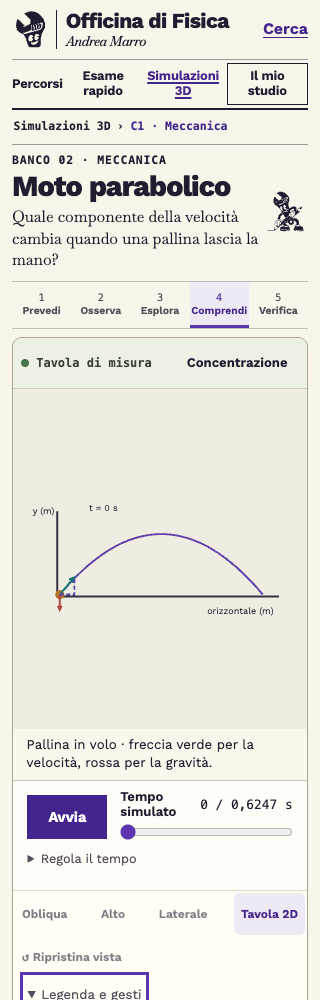 Officina di Fisica
Andrea Marro
Cerca
Percorsi
Esame rapido
Simulazioni 3D
Il mio studio
Simulazioni 3D › C1 · Meccanica
BANCO 02 · MECCANICA
Moto parabolico
Quale componente della velocità
cambia quando una pallina lascia la
mano?
1 Prevedi
2 Osserva
3 Esplora
4 Comprendi
5 Verifica
Tavola di misura
Concentrazione
y (m)
t = 0 s
orizzontale (m)
Pallina in volo · freccia verde per la
velocità, rossa per la gravità.
Avvia
Tempo simulato
0 / 0,6247 s
▶ Regola il tempo
Obliqua
Alto
Laterale
Tavola 2D
↺ Ripristina vista
▼ Legenda e gesti